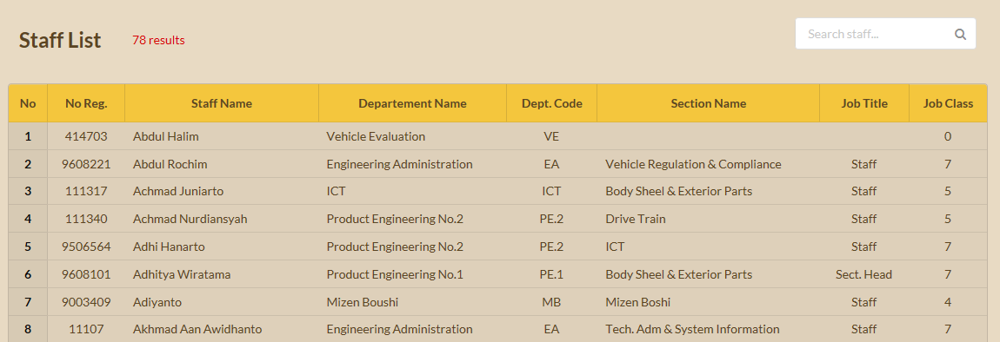 Staff List 78 results Search staff...
No No Reg. Staff Name Departement Name Dept. Code Section Name Job Title Job Class
1 414703 Abdul Halim Vehicle Evaluation VE 0
2 9608221 Abdul Rochim Engineering Administration EA Vehicle Regulation & Compliance Staff 7
3 111317 Achmad Juniarto ICT ICT Body Sheel & Exterior Parts Staff 5
4 111340 Achmad Nurdiansyah Product Engineering No.2 PE.2 Drive Train Staff 5
5 9506564 Adhi Hanarto Product Engineering No.2 PE.2 ICT Staff 7
6 9608101 Adhitya Wiratama Product Engineering No.1 PE.1 Body Sheel & Exterior Parts Sect. Head 7
7 9003409 Adiyanto Mizen Boushi MB Mizen Boshi Staff 4
8 11107 Akhmad Aan Awidhanto Engineering Administration EA Tech. Adm & System Information Staff 7